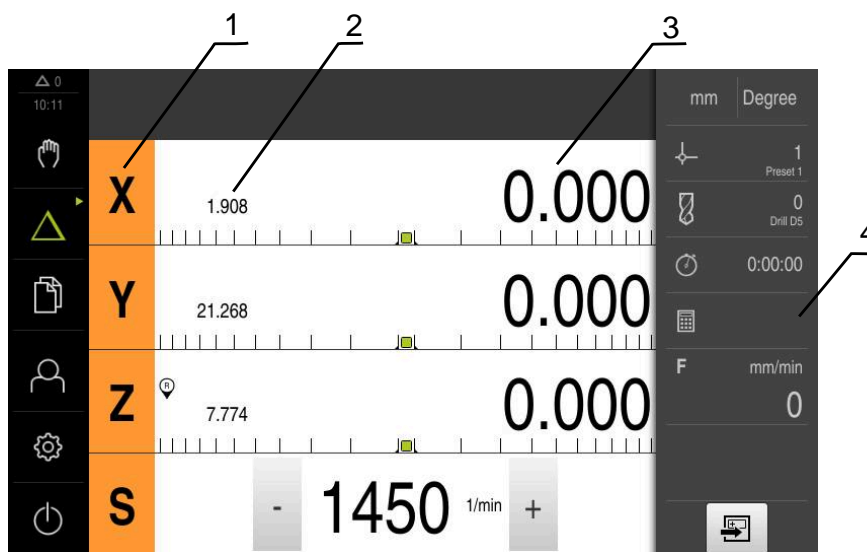 1 2 3
△ 0
10:11
mm Degree
1
Preset 1
X 1.908 0.000
0
Drill D5
0:00:00
4
Y 21.268 0.000
F mm/min
0
R
Z 7.774 0.000
S - 1450 1/min +